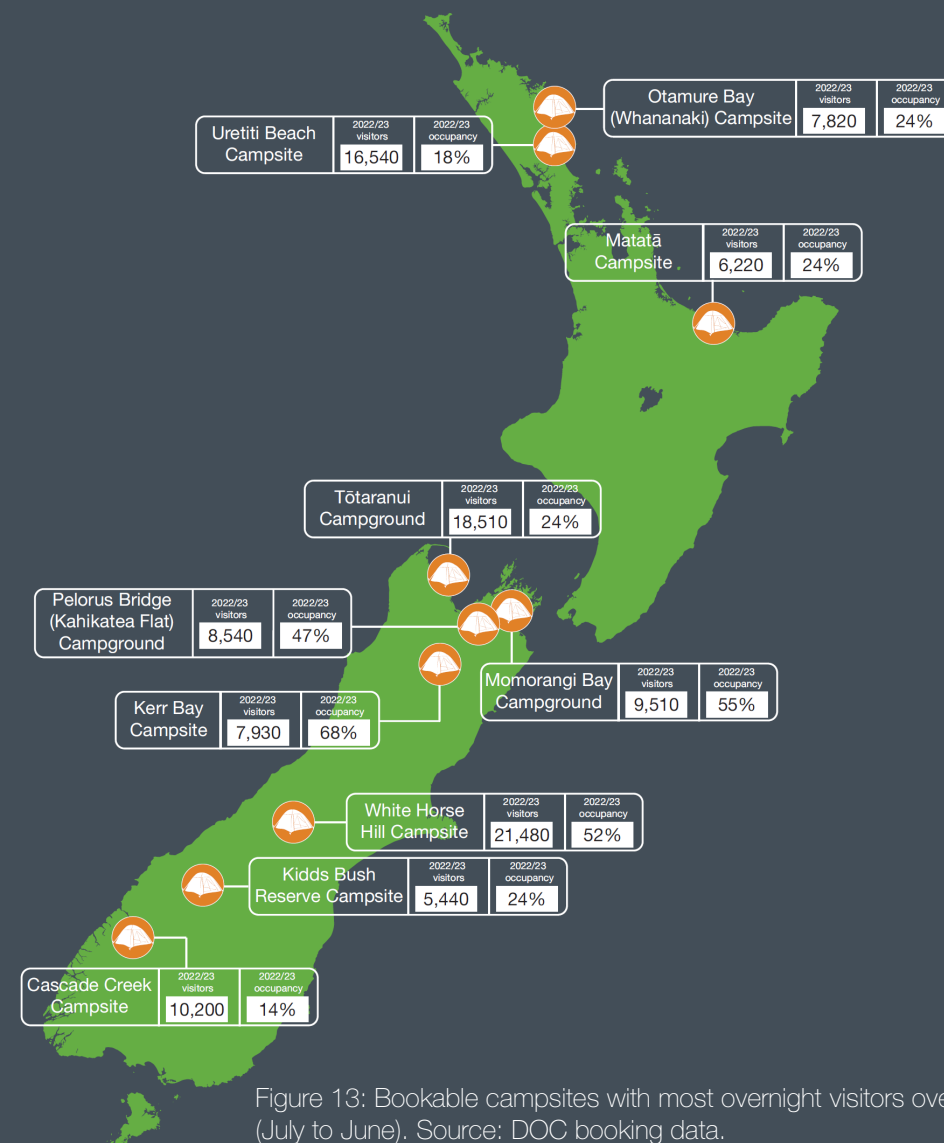 Otamure Bay
(Whananaki) Campsite
2022/23
visitors
7,820
2022/23
occupancy
24%
Uretiti Beach
Campsite
2022/23
visitors
16,540
2022/23
occupancy
18%
Matatā
Campsite
2022/23
visitors
6,220
2022/23
occupancy
24%
Tōtaranui
Campground
2022/23
visitors
18,510
2022/23
occupancy
24%
Pelorus Bridge
(Kahikatea Flat)
Campground
2022/23
visitors
8,540
2022/23
occupancy
47%
Momorangi Bay
Campground
2022/23
visitors
9,510
2022/23
occupancy
55%
Kerr Bay
Campsite
2022/23
visitors
7,930
2022/23
occupancy
68%
White Horse
Hill Campsite
2022/23
visitors
21,480
2022/23
occupancy
52%
Kidds Bush
Reserve Campsite
2022/23
visitors
5,440
2022/23
occupancy
24%
Cascade Creek
Campsite
2022/23
visitors
10,200
2022/23
occupancy
14%
Figure 13: Bookable campsites with most overnight visitors ove
(July to June). Source: DOC booking data.